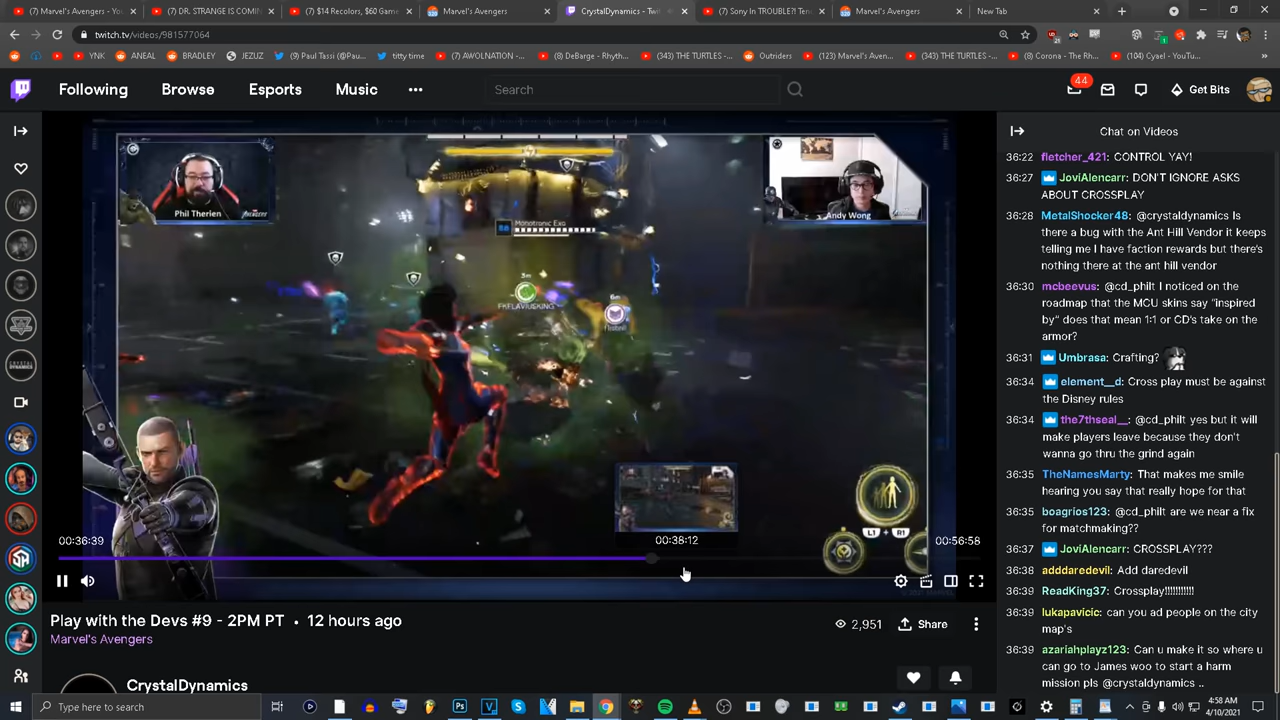 (7) Marvel's Avengers - You
(7) DR. STRANGE IS COMIN
(7) $14 Recolors, $60 Game
Marvel's Avengers
CrystalDynamics - Twit
(7) Sony In TROUBLE?! Ten
Marvel's Avengers
New Tab
twitch.tv/videos/981577064
YNK
ANEAL
BRADLEY
JEZUZ
(9) Paul Tassi (@Pau...
titty time
(7) AWOLNATION -...
(8) DeBarge - Rhyth...
(343) THE TURTLES -...
Outriders
(123) Marvel's Aven...
(343) THE TURTLES -...
(8) Corona - The Rh...
(104) Cyael - YouTu...
Following
Browse
Esports
Music
Search
44
Get Bits
Phil Therien
Andy Wong
Monotronic Exo
3m
FKFLAVIUSKING
6m
L1 + R1
00:36:39
00:38:12
00:56:58
Play with the Devs #9 - 2PM PT • 12 hours ago
Marvel's Avengers
2,951
Share
CrystalDynamics
Chat on Videos
36:22 fletcher_421: CONTROL YAY!
36:27 JoviAlencarr: DON'T IGNORE ASKS
ABOUT CROSSPLAY
36:28 MetalShocker48: @crystaldynamics is
there a bug with the Ant Hill Vendor it keeps
telling me I have faction rewards but there's
nothing there at the ant hill vendor
36:30 mcbeevus: @cd_philt I noticed on the
roadmap that the MCU skins say "inspired
by" does that mean 1:1 or CD's take on the
armor?
36:31 Umbrasa: Crafting?
36:34 element__d: Cross play must be against
the Disney rules
36:34 the7thseal__: @cd_philt yes but it will
make players leave because they don't
wanna go thru the grind again
36:35 TheNamesMarty: That makes me smile
hearing you say that really hope for that
36:35 boagrios123: @cd_philt are we near a fix
for matchmaking??
36:37 JoviAlencarr: CROSSPLAY???
36:38 adddaredevil: Add daredevil
36:39 ReadKing37: Crossplay!!!!!!!!!!!
36:39 lukapavicic: can you ad people on the city
map's
36:39 azariahplayz123: Can u make it so where u
can go to James woo to start a harm
mission pls @crystaldynamics ..
Type here to search
4:58 AM
4/10/2021